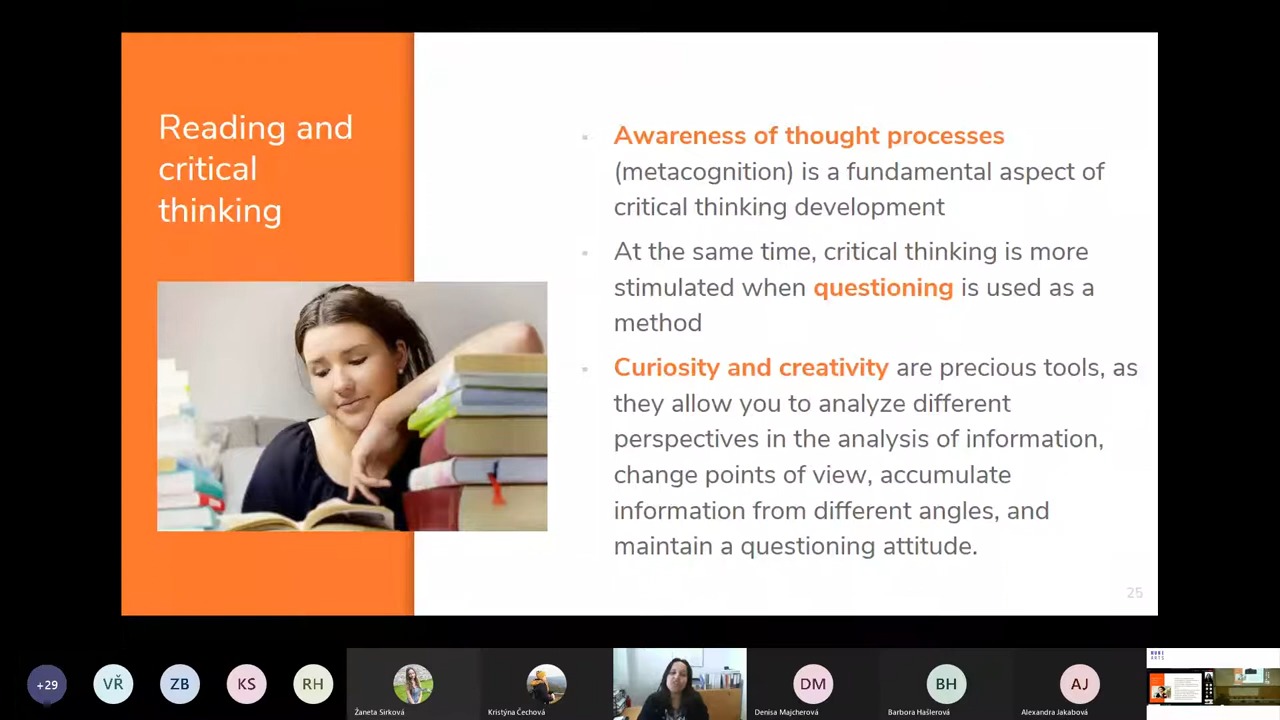 Reading and
critical
thinking
Awareness of thought processes
(metacognition) is a fundamental aspect of
critical thinking development
At the same time, critical thinking is more
stimulated when questioning is used as a
method
Curiosity and creativity are precious tools, as
they allow you to analyze different
perspectives in the analysis of information,
change points of view, accumulate
information from different angles, and
maintain a questioning attitude.
25
+29
VŘ
ZB
KS
RH
Žaneta Sirková
Kristýna Čechová
DM
Denisa Majcherová
BH
Barbora Hašlerová
AJ
Alexandra Jakabová
MUNI
ARTS